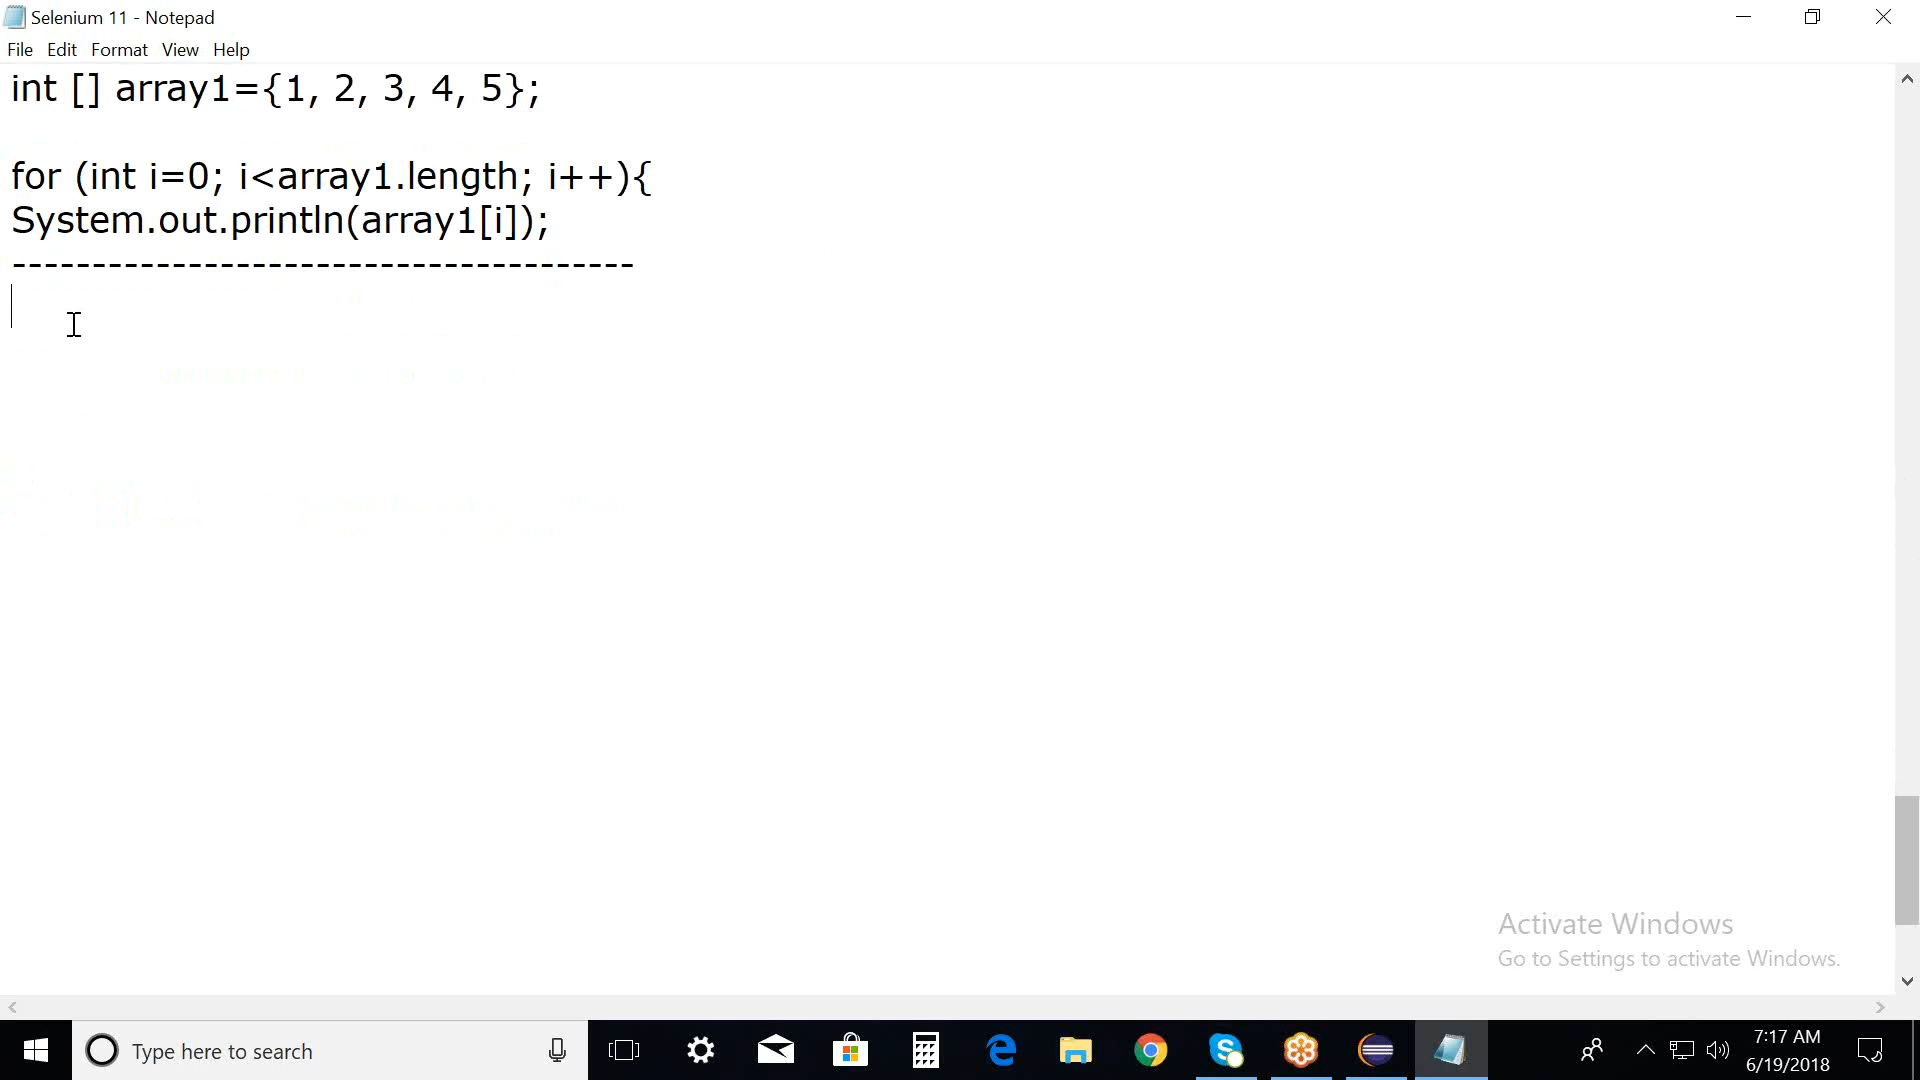 Selenium 11 - Notepad
File Edit Format View Help
int [] array1={1, 2, 3, 4, 5};
for (int i=0; i<array1.length; i++){
System.out.println(array1[i]);
---------------------------------------
Activate Windows
Go to Settings to activate Windows.
Type here to search
7:17 AM
6/19/2018